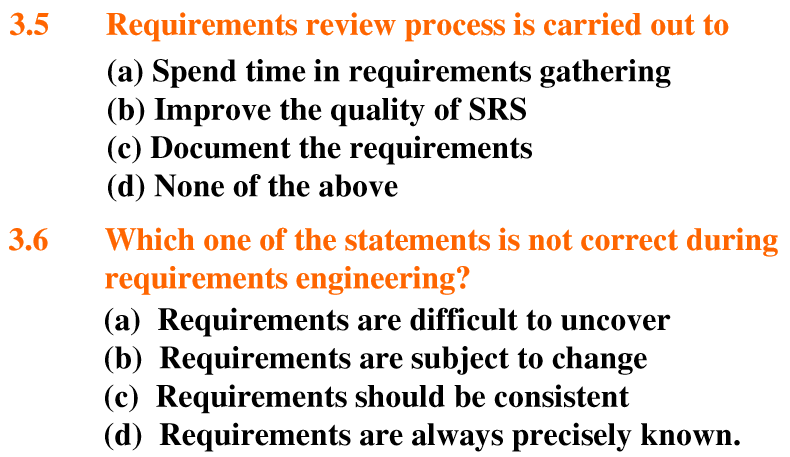 3.5 Requirements review process is carried out to
(a) Spend time in requirements gathering
(b) Improve the quality of SRS
(c) Document the requirements
(d) None of the above
3.6 Which one of the statements is not correct during
requirements engineering?
(a) Requirements are difficult to uncover
(b) Requirements are subject to change
(c) Requirements should be consistent
(d) Requirements are always precisely known.